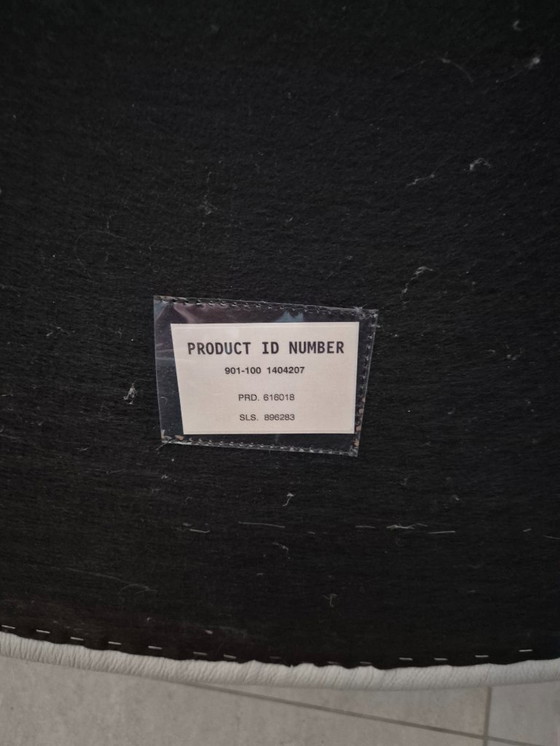 PRODUCT ID NUMBER
901-100 1404207
PRD. 616018
SLS. 896283